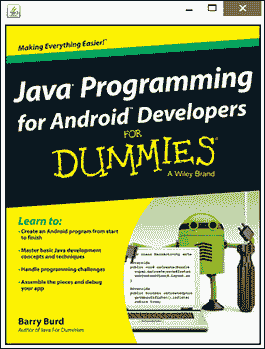 Making Everything Easier!™
Java® Programming
for Android™ Developers
FOR
DUMMIES®
A Wiley Brand
Learn to:
• Create an Android program from start
to finish
• Master basic Java development
concepts and techniques
• Handle programming challenges
• Assemble the pieces and debug
your app
Barry Burd
Author of Java For Dummies